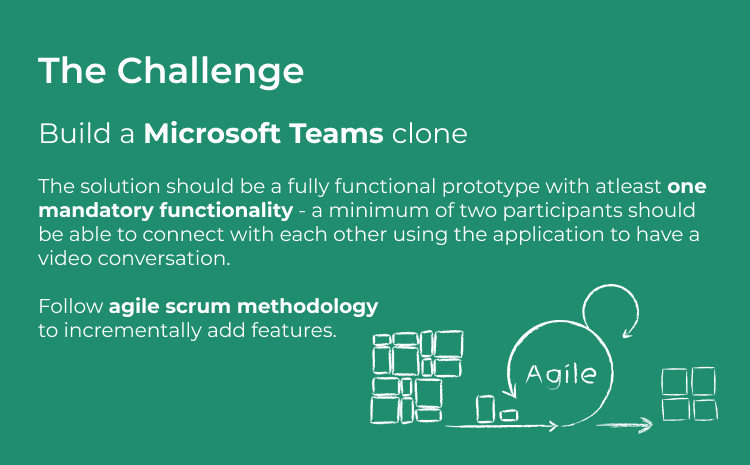 The Challenge
Build a Microsoft Teams clone
The solution should be a fully functional prototype with atleast one
mandatory functionality - a minimum of two participants should
be able to connect with each other using the application to have a
video conversation.
Follow agile scrum methodology
to incrementally add features.
Agile